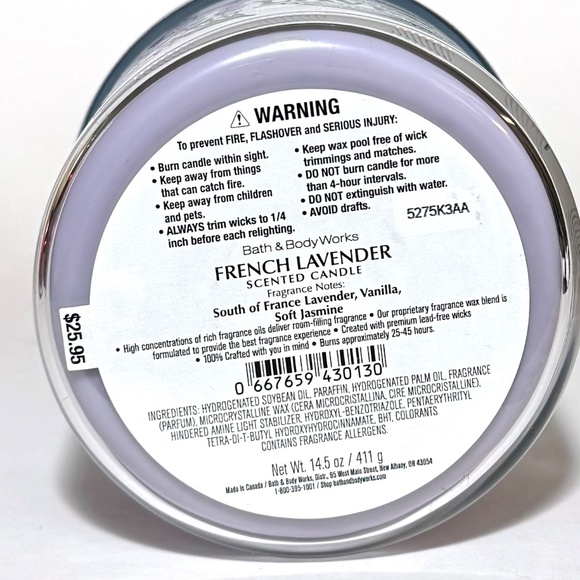 ⚠ WARNING
To prevent FIRE, FLASHOVER and SERIOUS INJURY:
• Burn candle within sight.
• Keep away from things
that can catch fire.
• Keep away from children
and pets.
• ALWAYS trim wicks to 1/4
inch before each relighting.
• Keep wax pool free of wick
trimmings and matches.
• DO NOT burn candle for more
than 4-hour intervals.
• DO NOT extinguish with water.
• AVOID drafts.
5275K3AA
Bath & BodyWorks
FRENCH LAVENDER
SCENTED CANDLE
Fragrance Notes:
South of France Lavender, Vanilla,
Soft Jasmine
$25.95
• High concentrations of rich fragrance oils deliver room-filling fragrance • Our proprietary fragrance wax blend is
formulated to provide the best fragrance experience • Created with premium lead-free wicks
• 100% Crafted with you in mind • Burns approximately 25-45 hours.
0 667659 430130
INGREDIENTS: HYDROGENATED SOYBEAN OIL, PARAFFIN, HYDROGENATED PALM OIL, FRAGRANCE
(PARFUM), MICROCRYSTALLINE WAX (CERA MICROCRISTALLINA, CIRE MICROCRISTALLINE),
HINDERED AMINE LIGHT STABILIZER, HYDROXYL-BENZOTRIAZOLE, PENTAERYTHRITYL
TETRA-DI-T-BUTYL HYDROXYHYDROCINNAMATE, BHT, COLORANTS.
CONTAINS FRAGRANCE ALLERGENS.
Net Wt. 14.5 oz / 411 g
Made in Canada / Bath & Body Works, Distr., 95 West Main Street, New Albany, OH 43054
1-800-395-1001 / Shop bathandbodyworks.com